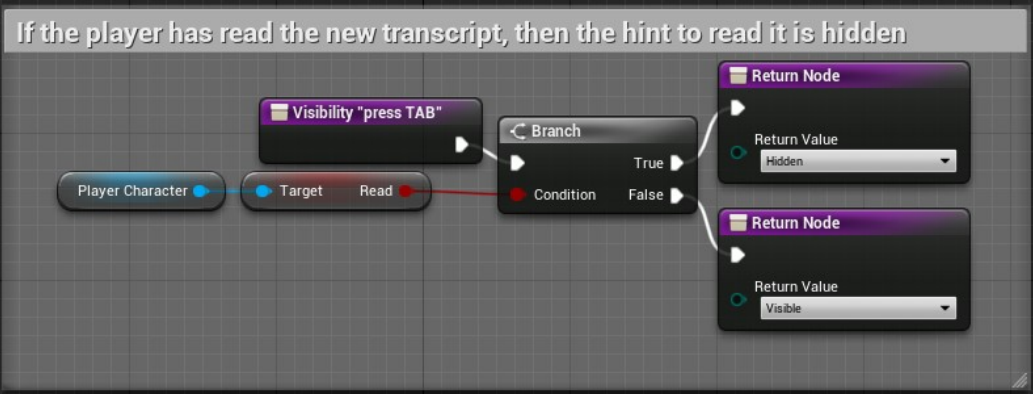 If the player has read the new transcript, then the hint to read it is hidden
Visibility "press TAB"
Player Character
Target Read
Branch
True
Condition False
Return Node
Return Value
Hidden
Return Node
Return Value
Visible